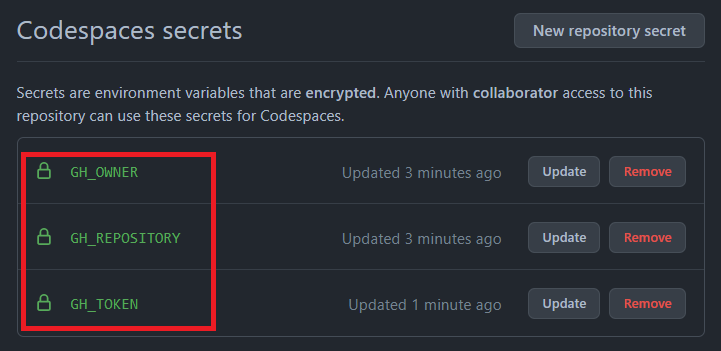 Codespaces secrets
New repository secret
Secrets are environment variables that are encrypted. Anyone with collaborator access to this
repository can use these secrets for Codespaces.
GH_OWNER Updated 3 minutes ago Update Remove
GH_REPOSITORY Updated 3 minutes ago Update Remove
GH_TOKEN Updated 1 minute ago Update Remove